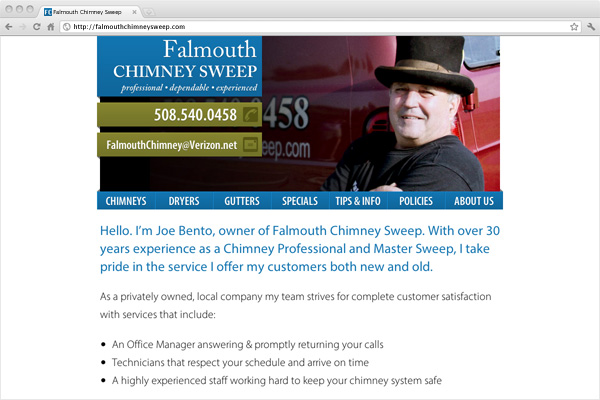 Falmouth Chimney Sweep
http://falmouthchimneysweep.com
Falmouth
CHIMNEY SWEEP
professional • dependable • experienced
508.540.0458
FalmouthChimney@Verizon.net
458
eep.com
CHIMNEYS DRYERS GUTTERS SPECIALS TIPS & INFO POLICIES ABOUT US
Hello. I'm Joe Bento, owner of Falmouth Chimney Sweep. With over 30
years experience as a Chimney Professional and Master Sweep, I take
pride in the service I offer my customers both new and old.
As a privately owned, local company my team strives for complete customer satisfaction
with services that include:
• An Office Manager answering & promptly returning your calls
• Technicians that respect your schedule and arrive on time
• A highly experienced staff working hard to keep your chimney system safe